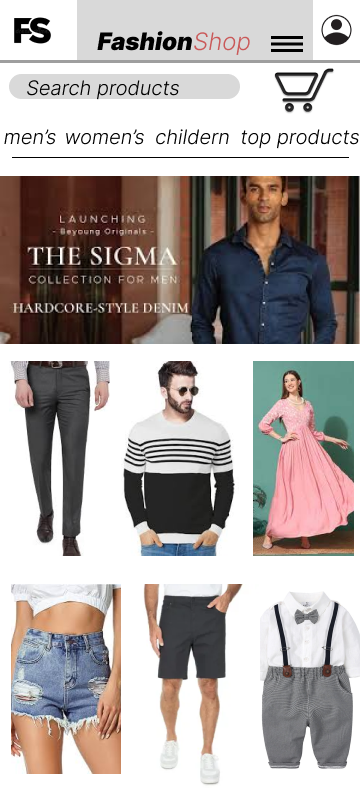 FS
FashionShop
Search products
men's women's childern top products
LAUNCHING
- Beyoung Originals -
THE SIGMA
COLLECTION FOR MEN
HARDCORE-STYLE DENIM